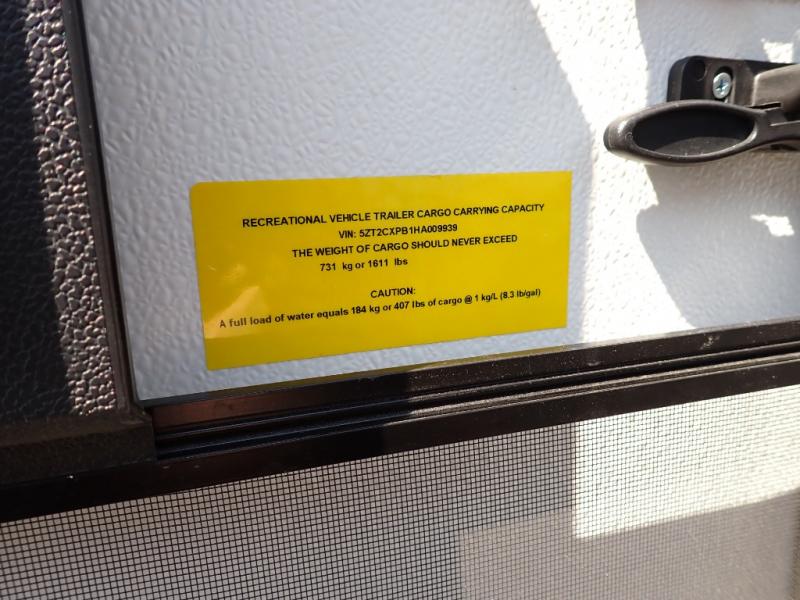 RECREATIONAL VEHICLE TRAILER CARGO CARRYING CAPACITY
VIN: 5ZT2CXPB1HA009939
THE WEIGHT OF CARGO SHOULD NEVER EXCEED
731 kg or 1611 lbs
CAUTION:
A full load of water equals 184 kg or 407 lbs of cargo @ 1 kg/L (8.3 lb/gal)